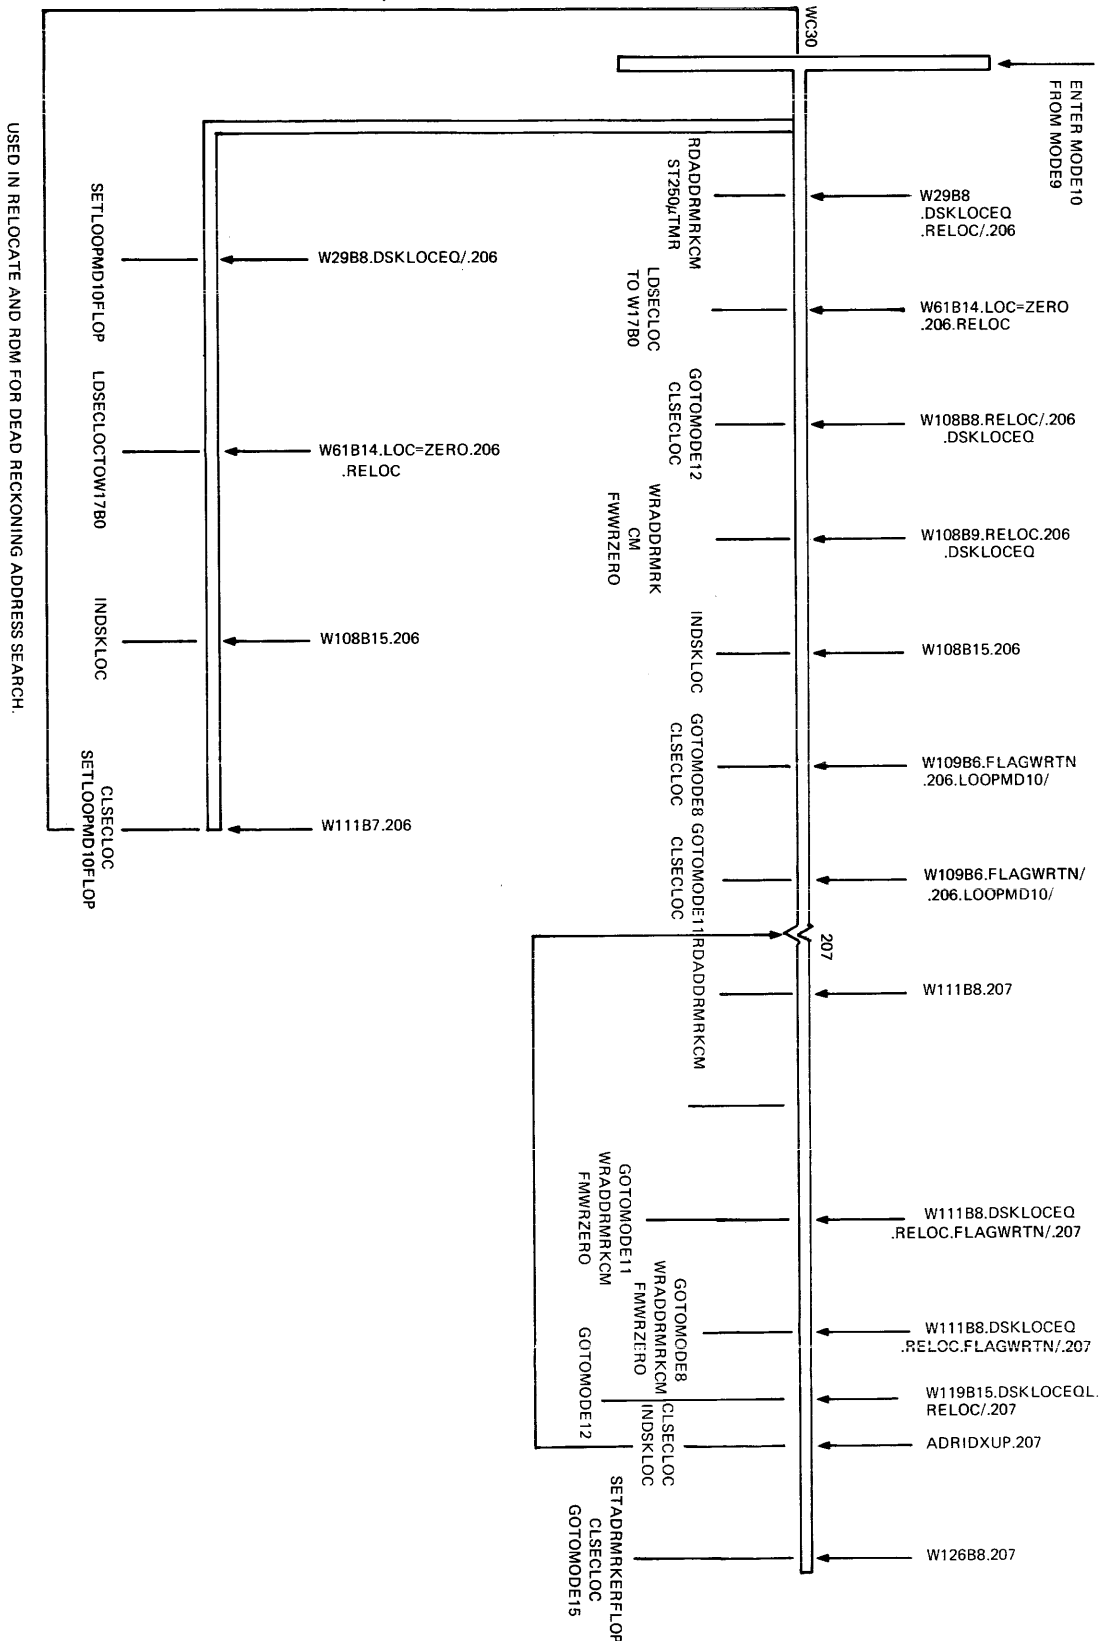 WC30
ENTER MODE10
FROM MODE9
RDADDRMRKCM
ST250µTMR
W29B8
.DSKLOCEQ
.RELOC/.206
SETLOOPMD10FLOP
W29B8.DSKLOCEQ/.206
LDSECLOC
TO W17B0
W61B14.LOC=ZERO
.206.RELOC
LDSECLOCTOW17B0
W61B14.LOC=ZERO.206
.RELOC
GOTOMODE12
CLSECLOC
W108B8.RELOC/.206
.DSKLOCEQ
WRADDRMRK
CM
FWWRZERO
W108B9.RELOC.206
.DSKLOCEQ
INDSKLOC
W108B15.206
INDSKLOC
W108B15.206
GOTOMODE8
CLSECLOC
W109B6.FLAGWRTN
.206.LOOPMD10/
CLSECLOC
SETLOOPMD10FLOP
W111B7.206
GOTOMODE11
CLSECLOC
W109B6.FLAGWRTN/
.206.LOOPMD10/
207
RDADDRMRKCM
W111B8.207
GOTOMODE11
WRADDRMRKCM
FMWRZERO
W111B8.DSKLOCEQ
.RELOC.FLAGWRTN/.207
GOTOMODE8
WRADDRMRKCM
FMWRZERO
W111B8.DSKLOCEQ
.RELOC.FLAGWRTN/.207
GOTOMODE12
W119B15.DSKLOCEQL.
RELOC/.207
CLSECLOC
INDSKLOC
ADRIDXUP.207
SETADRMRKERFLOP
CLSECLOC
GOTOMODE15
W126B8.207
USED IN RELOCATE AND RDM FOR DEAD RECKONING ADDRESS SEARCH.